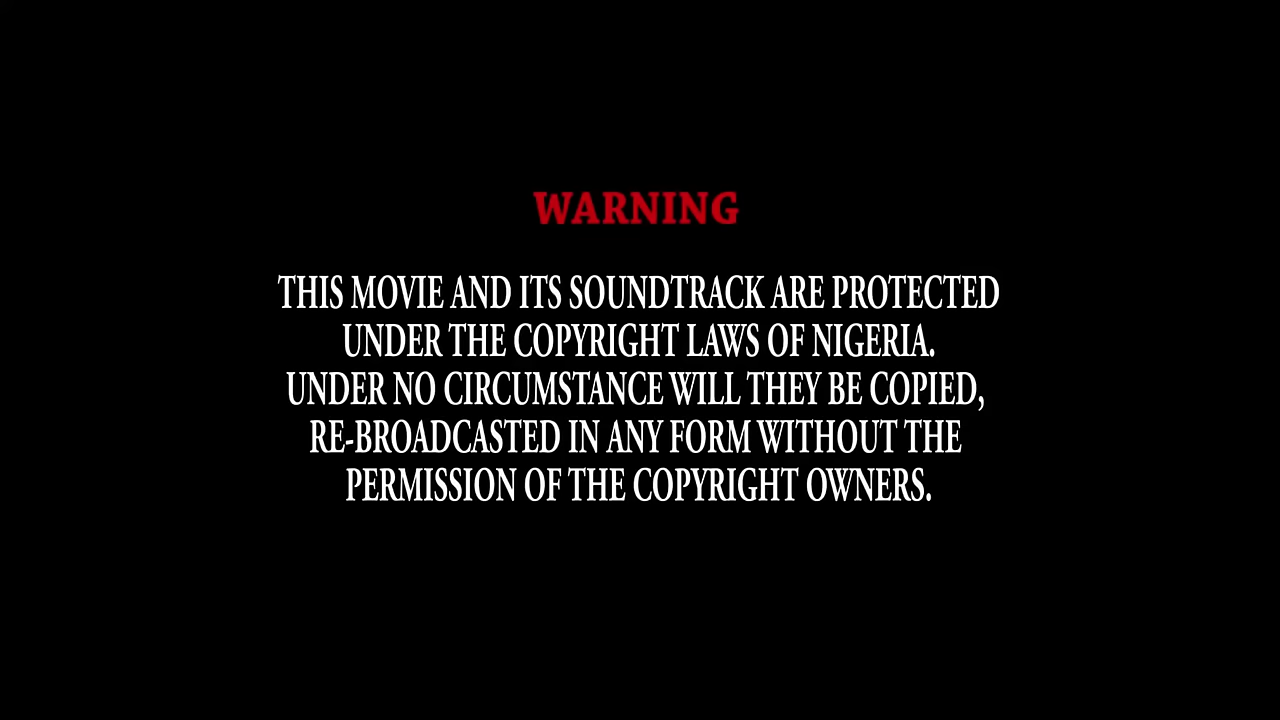 WARNING
THIS MOVIE AND ITS SOUNDTRACK ARE PROTECTED
UNDER THE COPYRIGHT LAWS OF NIGERIA.
UNDER NO CIRCUMSTANCE WILL THEY BE COPIED,
RE-BROADCASTED IN ANY FORM WITHOUT THE
PERMISSION OF THE COPYRIGHT OWNERS.